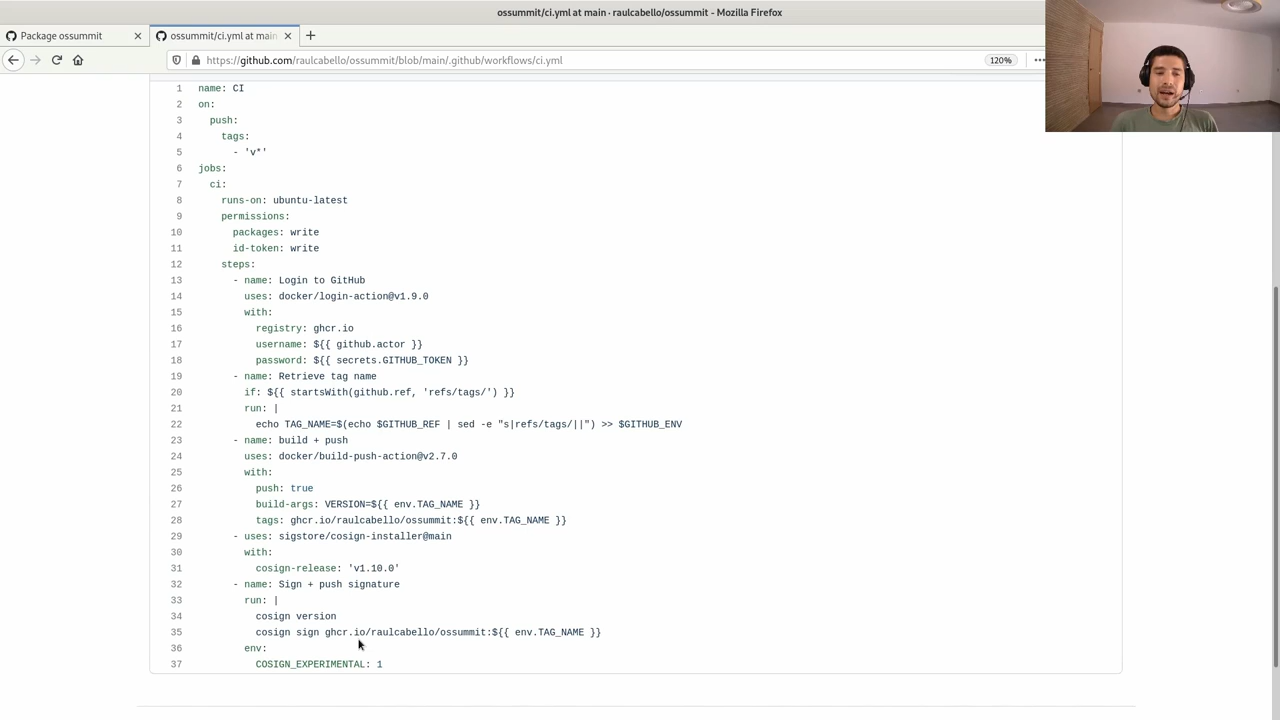 ossummit/ci.yml at main · raulcabello/ossummit - Mozilla Firefox
Package ossummit
ossummit/ci.yml at main
https://github.com/raulcabello/ossummit/blob/main/.github/workflows/ci.yml
120%
1 name: CI
2 on:
3 push:
4 tags:
5 - 'v*'
6 jobs:
7 ci:
8 runs-on: ubuntu-latest
9 permissions:
10 packages: write
11 id-token: write
12 steps:
13 - name: Login to GitHub
14 uses: docker/login-action@v1.9.0
15 with:
16 registry: ghcr.io
17 username: ${{ github.actor }}
18 password: ${{ secrets.GITHUB_TOKEN }}
19 - name: Retrieve tag name
20 if: ${{ startsWith(github.ref, 'refs/tags/') }}
21 run: |
22 echo TAG_NAME=$(echo $GITHUB_REF | sed -e "s|refs/tags/||") >> $GITHUB_ENV
23 - name: build + push
24 uses: docker/build-push-action@v2.7.0
25 with:
26 push: true
27 build-args: VERSION=${{ env.TAG_NAME }}
28 tags: ghcr.io/raulcabello/ossummit:${{ env.TAG_NAME }}
29 - uses: sigstore/cosign-installer@main
30 with:
31 cosign-release: 'v1.10.0'
32 - name: Sign + push signature
33 run: |
34 cosign version
35 cosign sign ghcr.io/raulcabello/ossummit:${{ env.TAG_NAME }}
36 env:
37 COSIGN_EXPERIMENTAL: 1